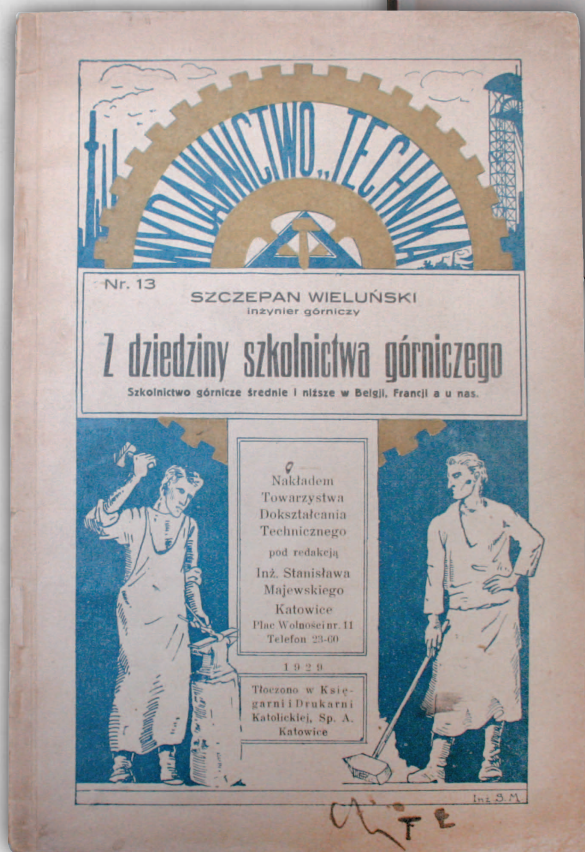 WYDAWNICTWO „TECHNIKA
Nr. 13
SZCZEPAN WIELUŃSKI
inżynier górniczy
Z dziedziny szkolnictwa górniczego
Szkolnictwo górnicze średnie i niższe w Belgji, Francji a u nas.
Nakładem
Towarzystwa
Dokształcania
Technicznego
pod redakcją
Inż. Stanisława
Majewskiego
Katowice
Plac Wolności nr. 11
Telefon 23-60
1929
Tłoczono w Księ-
garni i Drukarni
Katolickiej, Sp. A.
Katowice
Inż. S. M.